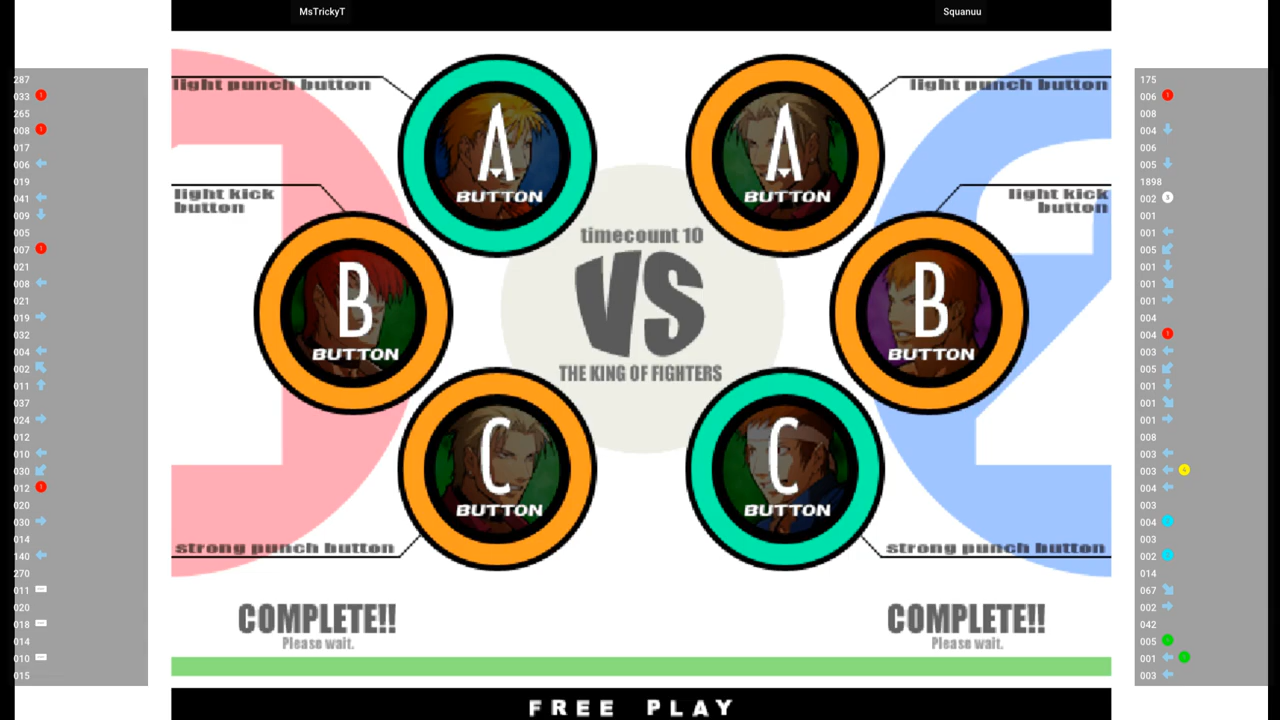 MsTrickyT
Squanuu
287
033
265
008
017
006
019
041
009
005
007
021
008
021
019
032
004
002
011
037
024
012
010
030
012
020
030
014
140
270
011
020
018
014
010
015
light punch button
A
BUTTON
light kick
button
B
BUTTON
C
BUTTON
strong punch button
COMPLETE!!
Please wait.
timecount 10
VS
THE KING OF FIGHTERS
light punch button
A
BUTTON
light kick
button
B
BUTTON
C
BUTTON
strong punch button
COMPLETE!!
Please wait.
FREE PLAY
175
006
008
004
006
005
1898
002
001
001
005
001
001
001
004
004
003
005
001
001
001
008
003
003
004
003
004
003
002
014
067
002
042
005
001
003